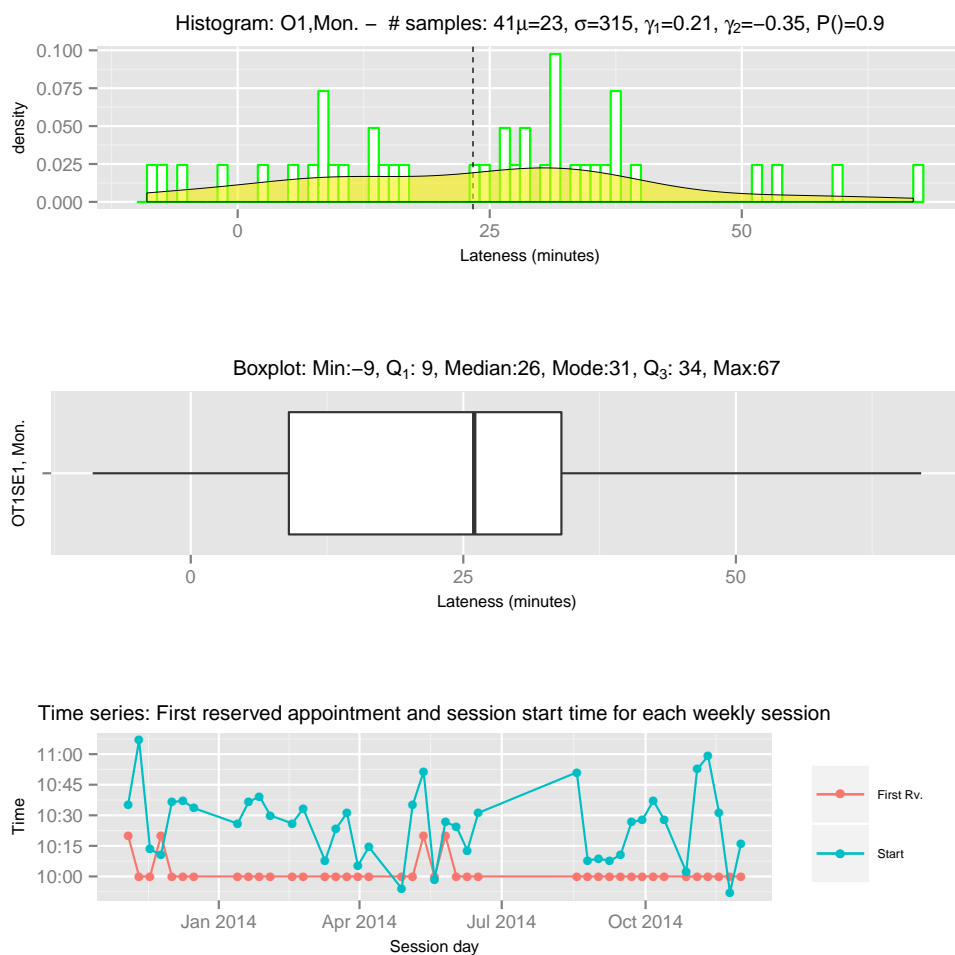 Histogram: O1,Mon. − # samples: 41μ=23, σ=315, γ₁=0.21, γ₂=−0.35, P()=0.9
0.100
0.075
0.050
0.025
0.000
density
0 25 50
Lateness (minutes)
Boxplot: Min:−9, Q₁: 9, Median:26, Mode:31, Q₃: 34, Max:67
OT1SE1, Mon.
0 25 50
Lateness (minutes)
Time series: First reserved appointment and session start time for each weekly session
11:00
10:45
10:30
10:15
10:00
Time
Jan 2014 Apr 2014 Jul 2014 Oct 2014
Session day
First Rv.
Start